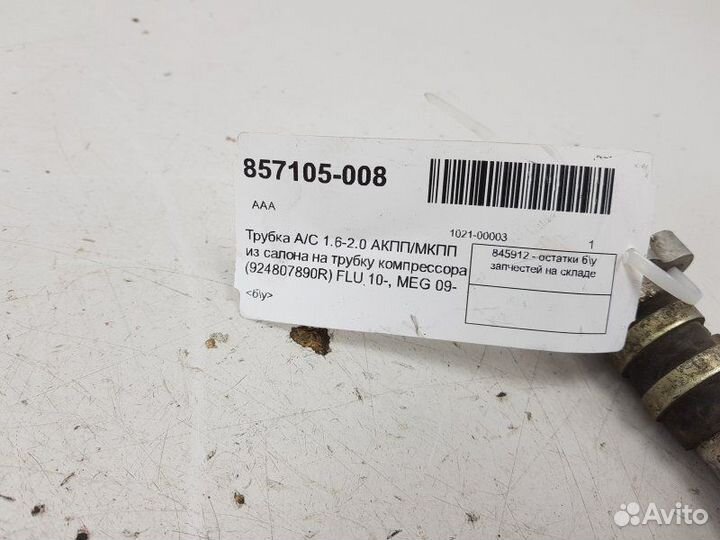 857105-008
AAA
1021-00003
1
Трубка A/C 1.6-2.0 АКПП/МКПП
из салона на трубку компрессора
(924807890R) FLU 10-, MEG 09-
<б\у>
845912 - остатки б\у
запчестей на складе
Avito